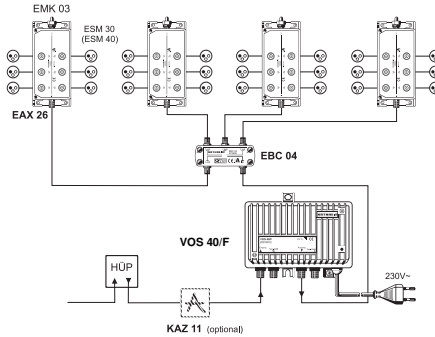 EMK 03
ESM 30
(ESM 40)
EAX 26
EBC 04
VOS 40/F
HÜP
230V~
KAZ 11 (optional)